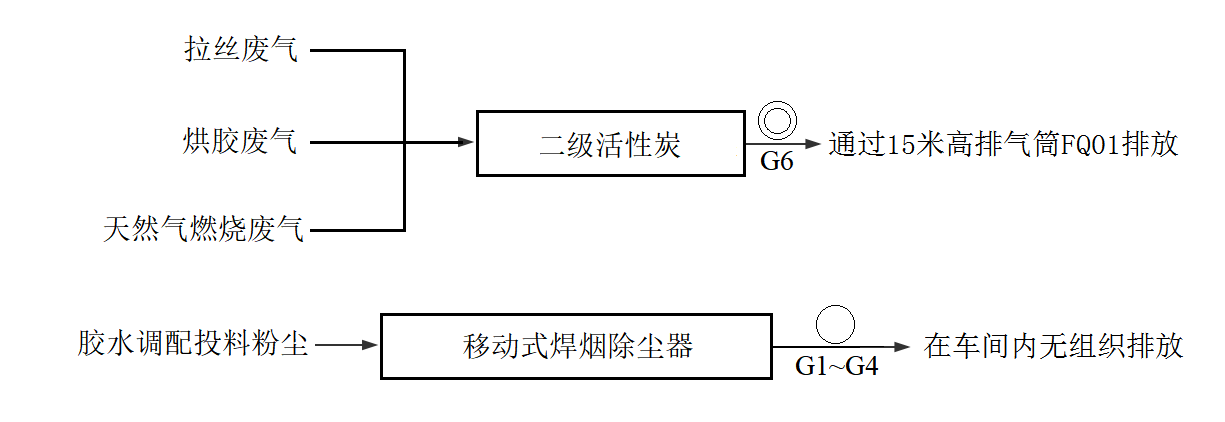 拉丝废气
烘胶废气
二级活性炭
G6
通过15米高排气筒FQ01排放
天然气燃烧废气
胶水调配投料粉尘
移动式焊烟除尘器
G1~G4
在车间内无组织排放